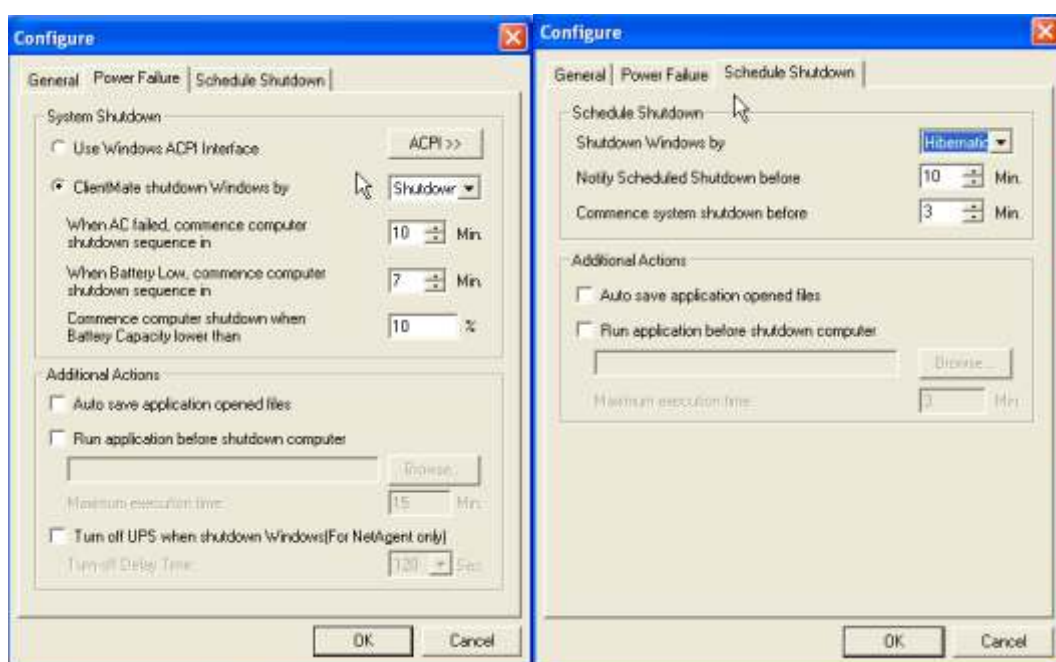 Configure
General Power Failure Schedule Shutdown
System Shutdown
Use Windows ACPI Interface
ACPI >>
ClientMate shutdown Windows by
Shutdowr
When AC failed, commence computer
shutdown sequence in
10 Min.
When Battery Low, commence computer
shutdown sequence in
7 Min.
Commence computer shutdown when
Battery Capacity lower than
10 %
Additional Actions
Auto save application opened files
Run application before shutdown computer
Browse...
Maximum execution time:
15 Min.
Turn off UPS when shutdown Windows(For NetAgent only)
Turn-off Delay Time:
120 Sec.
OK Cancel
Configure
General Power Failure Schedule Shutdown
Schedule Shutdown
Shutdown Windows by
Hibernatic
Notify Scheduled Shutdown before
10 Min.
Commence system shutdown before
3 Min.
Additional Actions
Auto save application opened files
Run application before shutdown computer
Browse...
Maximum execution time:
3 Min.
OK Cancel